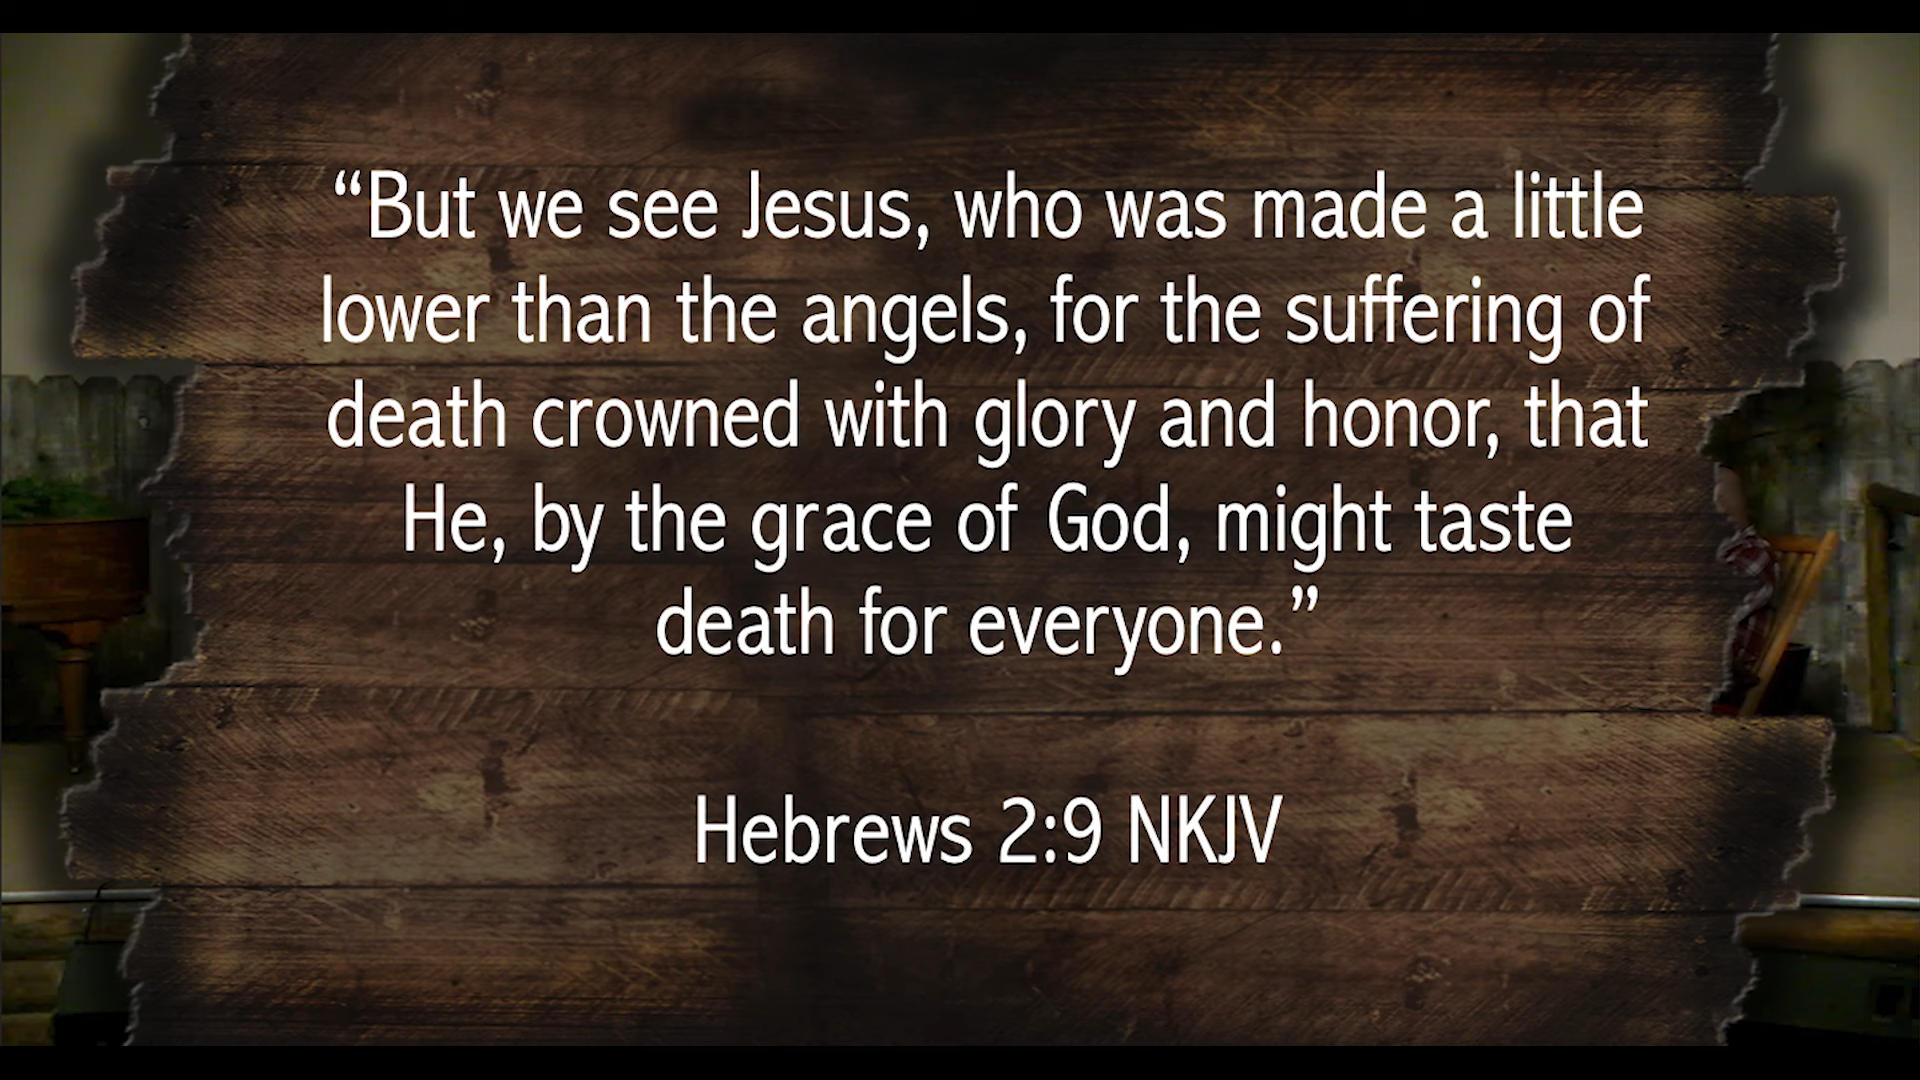 “But we see Jesus, who was made a little
lower than the angels, for the suffering of
death crowned with glory and honor, that
He, by the grace of God, might taste
death for everyone.”
Hebrews 2:9 NKJV